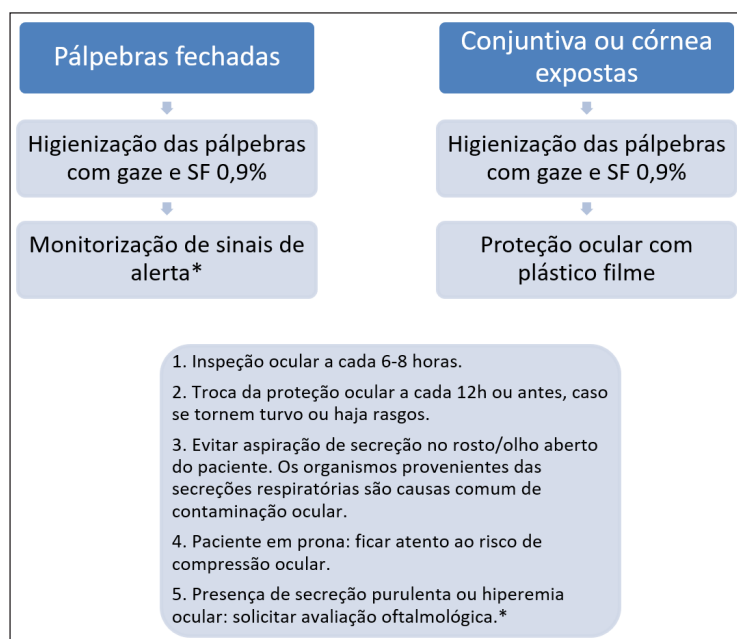 Pálpebras fechadas
Higienização das pálpebras
com gaze e SF 0,9%
Monitorização de sinais de
alerta*
Conjuntiva ou córnea
expostas
Higienização das pálpebras
com gaze e SF 0,9%
Proteção ocular com
plástico filme
1. Inspeção ocular a cada 6-8 horas.
2. Troca da proteção ocular a cada 12h ou antes, caso
se tornem turvo ou haja rasgos.
3. Evitar aspiração de secreção no rosto/olho aberto
do paciente. Os organismos provenientes das
secreções respiratórias são causas comum de
contaminação ocular.
4. Paciente em prona: ficar atento ao risco de
compressão ocular.
5. Presença de secreção purulenta ou hiperemia
ocular: solicitar avaliação oftalmológica.*